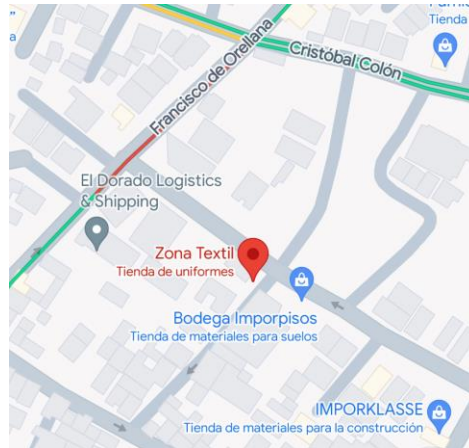 Tienda
Cristóbal Colón
Francisco de Orellana
El Dorado Logistics
& Shipping
Zona Textil
Tienda de uniformes
Bodega Imporpisos
Tienda de materiales para suelos
IMPORKLASSE
Tienda de materiales para la construcción